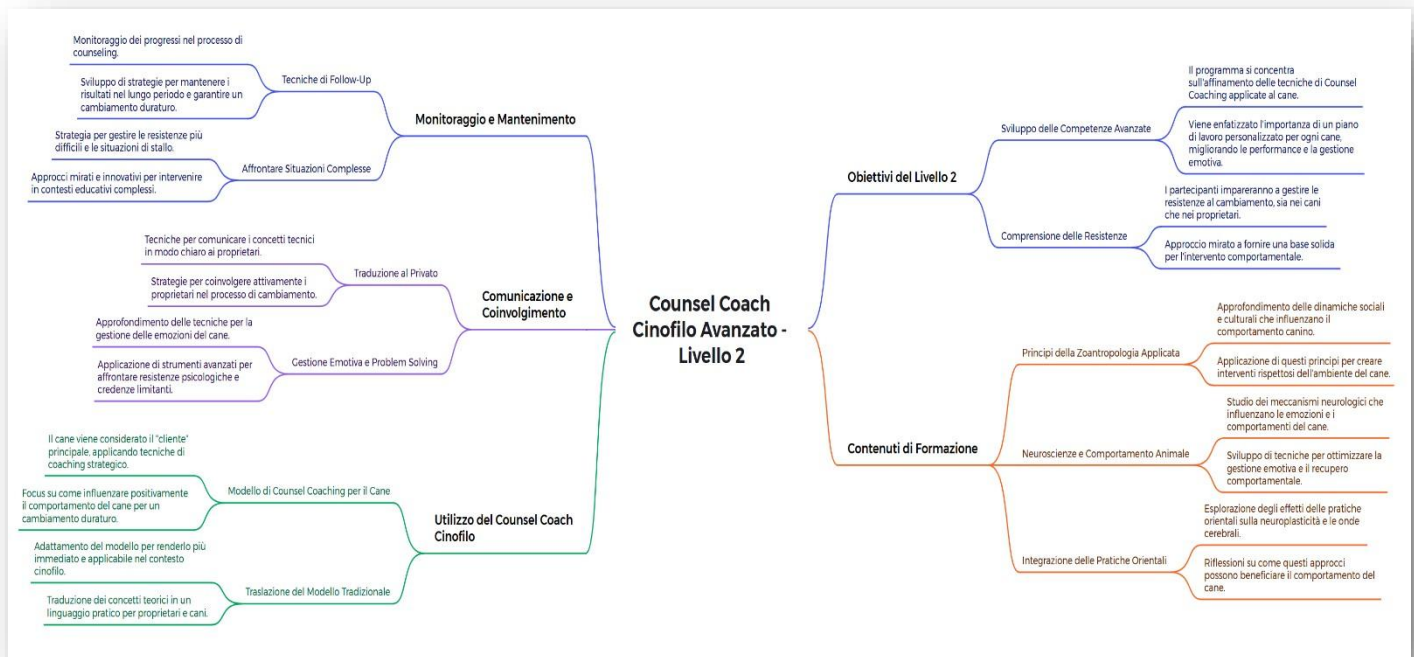 Counsel Coach
Cinofilo Avanzato -
Livello 2
Monitoraggio e Mantenimento
Tecniche di Follow-Up
Monitoraggio dei progressi nel processo di
counseling.
Sviluppo di strategie per mantenere i
risultati nel lungo periodo e garantire un
cambiamento duraturo.
Affrontare Situazioni Complesse
Strategia per gestire le resistenze più
difficili e le situazioni di stallo.
Approcci mirati e innovativi per intervenire
in contesti educativi complessi.
Comunicazione e
Coinvolgimento
Traduzione al Privato
Tecniche per comunicare i concetti tecnici
in modo chiaro ai proprietari.
Strategie per coinvolgere attivamente i
proprietari nel processo di cambiamento.
Gestione Emotiva e Problem Solving
Approfondimento delle tecniche per la
gestione delle emozioni del cane.
Applicazione di strumenti avanzati per
affrontare resistenze psicologiche e
credenze limitanti.
Utilizzo del Counsel Coach
Cinofilo
Modello di Counsel Coaching per il Cane
Il cane viene considerato il "cliente"
principale, applicando tecniche di
coaching strategico.
Focus su come influenzare positivamente
il comportamento del cane per un
cambiamento duraturo.
Traslazione del Modello Tradizionale
Adattamento del modello per renderlo più
immediato e applicabile nel contesto
cinofilo.
Traduzione dei concetti teorici in un
linguaggio pratico per proprietari e cani.
Obiettivi del Livello 2
Sviluppo delle Competenze Avanzate
Il programma si concentra
sull'affinamento delle tecniche di Counsel
Coaching applicate al cane.
Viene enfatizzato l'importanza di un piano
di lavoro personalizzato per ogni cane,
migliorando le performance e la gestione
emotiva.
Comprensione delle Resistenze
I partecipanti impareranno a gestire le
resistenze al cambiamento, sia nei cani
che nei proprietari.
Approccio mirato a fornire una base solida
per l'intervento comportamentale.
Contenuti di Formazione
Principi della Zoantropologia Applicata
Approfondimento delle dinamiche sociali
e culturali che influenzano il
comportamento canino.
Applicazione di questi principi per creare
interventi rispettosi dell'ambiente del cane.
Neuroscienze e Comportamento Animale
Studio dei meccanismi neurologici che
influenzano le emozioni e i
comportamenti del cane.
Sviluppo di tecniche per ottimizzare la
gestione emotiva e il recupero
comportamentale.
Integrazione delle Pratiche Orientali
Esplorazione degli effetti delle pratiche
orientali sulla neuroplasticità e le onde
cerebrali.
Riflessioni su come questi approcci
possono beneficiare il comportamento del
cane.